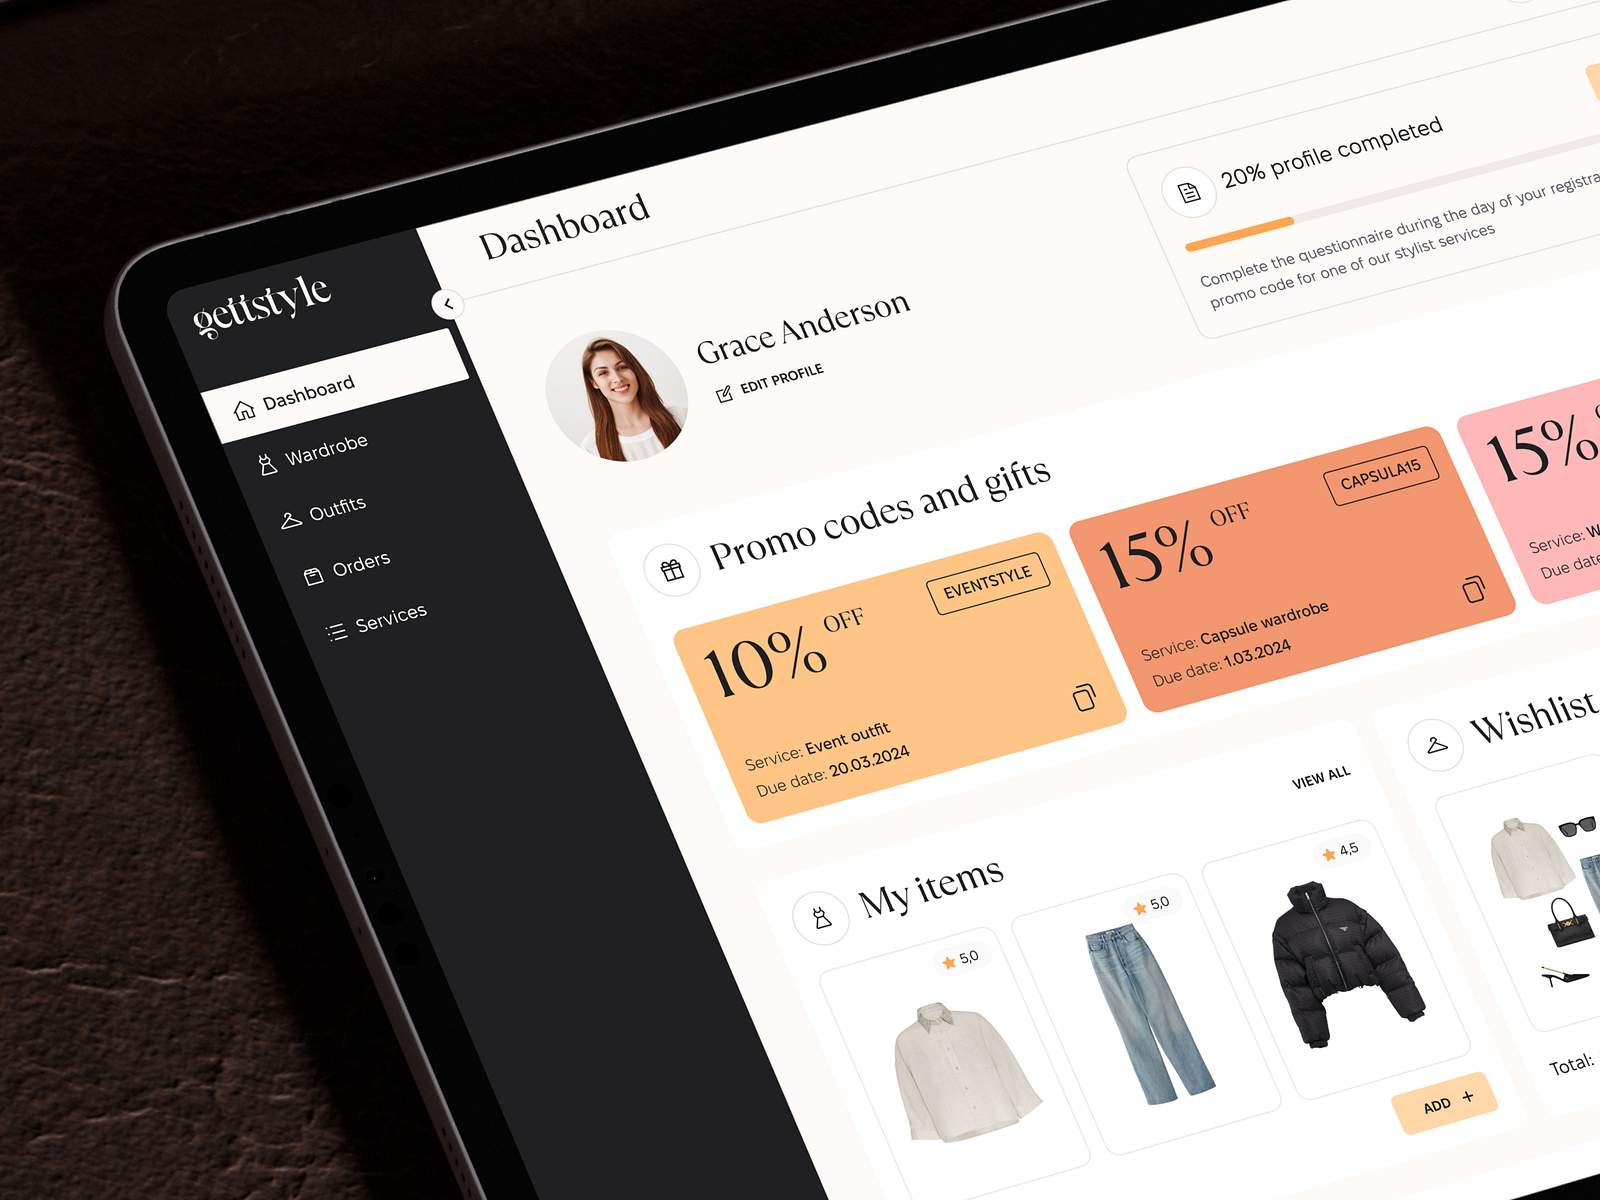 gettstyle
Dashboard
Wardrobe
Outfits
Orders
Services
Dashboard
Grace Anderson
EDIT PROFILE
20% profile completed
Complete the questionnaire during the day of your
promo code for one of our stylist services
Promo codes and gifts
10% OFF
EVENTSTYLE
Service: Event outfit
Due date: 20.03.2024
15% OFF
CAPSULA15
Service: Capsule wardrobe
Due date: 1.03.2024
15%
Service:
Due date:
My items
VIEW ALL
5,0
5,0
4,5
ADD +
Wishlist
Total: